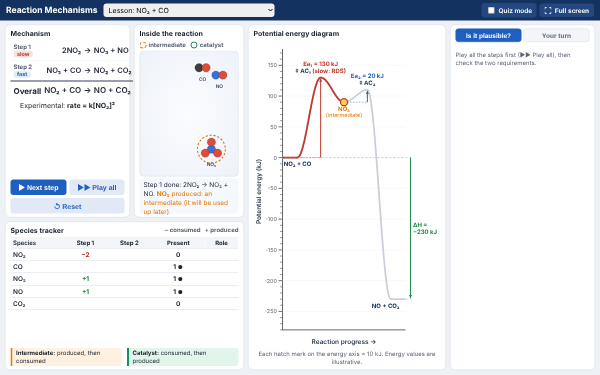 Reaction Mechanisms
Lesson: NO₂ + CO
Quiz mode
Full screen
Mechanism
Step 1
slow
2NO₂ → NO₃ + NO
Step 2
fast
NO₃ + CO → NO₂ + CO₂
Overall NO₂ + CO → NO + CO₂
Experimental: rate = k[NO₂]²
▶ Next step
▶▶ Play all
Reset
Inside the reaction
intermediate
catalyst
CO
NO
NO₃
Step 1 done: 2NO₂ → NO₃ +
NO. NO₃ produced: an
intermediate (it will be used
up later).
Species tracker
− consumed + produced
Species Step 1 Step 2 Present Role
NO₂ −2 0
CO 1
NO₃ +1 1
NO +1 1
CO₂ 0
Intermediate: produced, then
consumed
Catalyst: consumed, then
produced
Potential energy diagram
Potential energy (kJ)
150
100
50
0
-50
-100
-150
-200
-250
Ea₁ = 130 kJ
‡ AC₁ (slow: RDS)
Ea₂ = 20 kJ
‡ AC₂
NO₃
(intermediate)
NO₂ + CO
ΔH =
−230 kJ
NO + CO₂
Reaction progress →
Each hatch mark on the energy axis = 10 kJ. Energy values are
illustrative.
Is it plausible?
Your turn
Play all the steps first (▶▶ Play all), then
check the two requirements.